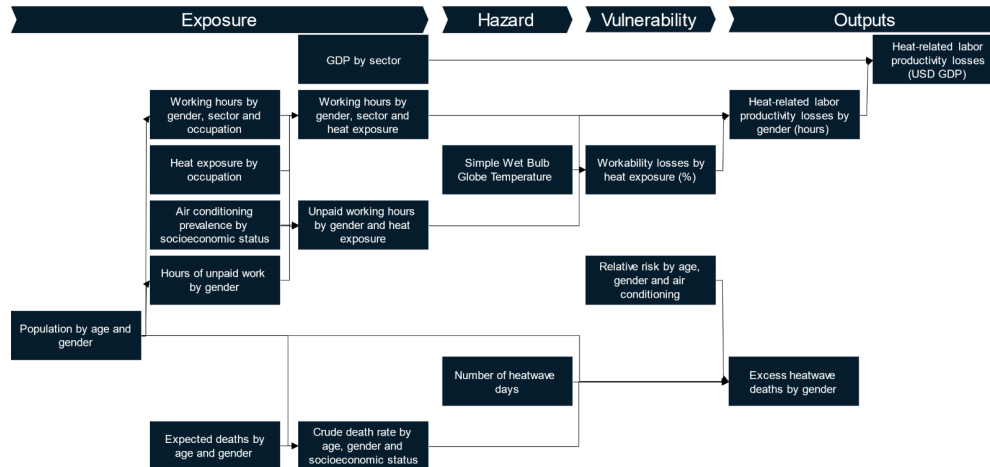 Exposure
Hazard
Vulnerability
Outputs
GDP by sector
Heat-related labor
productivity losses
(USD GDP)
Working hours by
gender, sector and
occupation
Working hours by
gender, sector and
heat exposure
Heat-related labor
productivity losses by
gender (hours)
Heat exposure by
occupation
Simple Wet Bulb
Globe Temperature
Workability losses by
heat exposure (%)
Air conditioning
prevalence by
socioeconomic status
Unpaid working hours
by gender and heat
exposure
Hours of unpaid work
by gender
Relative risk by age,
gender and air
conditioning
Population by age and
gender
Number of heatwave
days
Excess heatwave
deaths by gender
Expected deaths by
age and gender
Crude death rate by
age, gender and
socioeconomic status